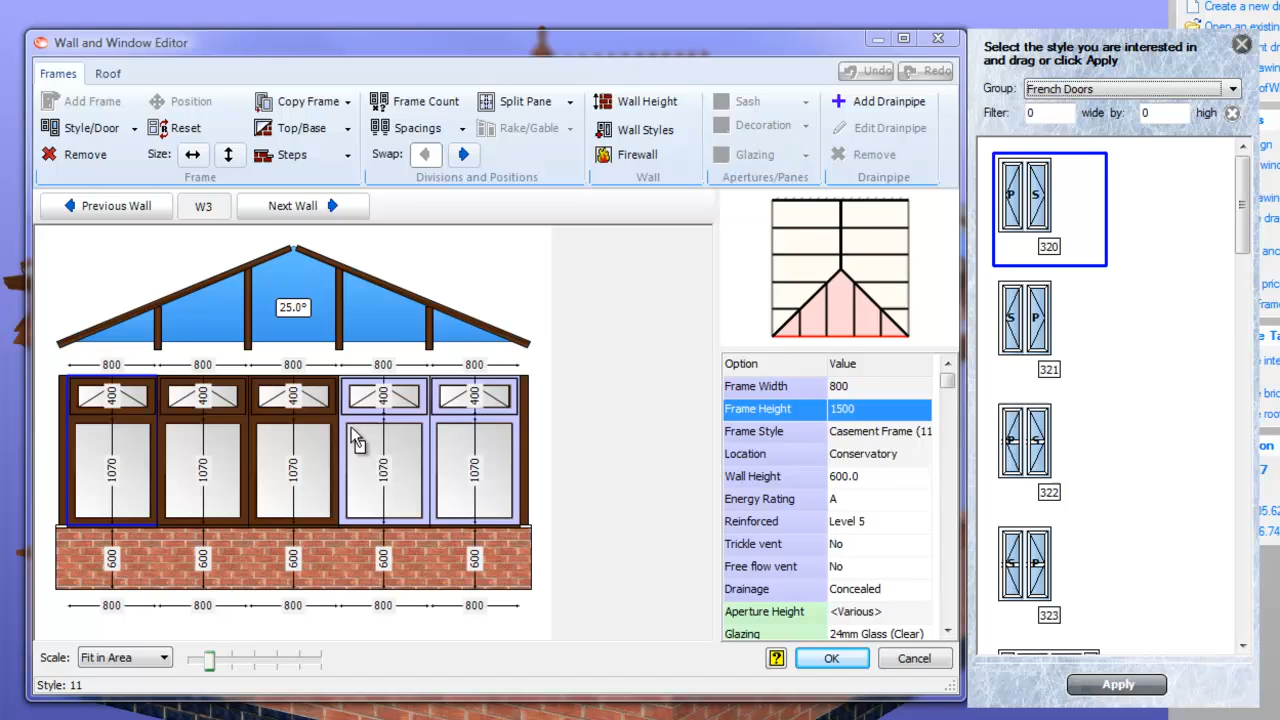 Create a new dr
Open an existin
Wall and Window Editor
Frames
Roof
Undo
Redo
Add Frame
Position
Copy Frame
Frame Count
Split Pane
Wall Height
Sash
Add Drainpipe
Style/Door
Reset
Top/Base
Spacings
Rake/Gable
Wall Styles
Decoration
Edit Drainpipe
Remove
Size:
Steps
Swap:
Firewall
Glazing
Remove
Frame
Divisions and Positions
Wall
Apertures/Panes
Drainpipe
Previous Wall
W3
Next Wall
25.0°
800 800 800 800 800
400 400 400 400 400
1070 1070 1070 1070 1070
600 600 600 600 600
800 800 800 800 800
Option Value
Frame Width 800
Frame Height 1500
Frame Style Casement Frame (11
Location Conservatory
Wall Height 600.0
Energy Rating A
Reinforced Level 5
Trickle vent No
Free flow vent No
Drainage Concealed
Aperture Height <Various>
Glazing 24mm Glass (Clear)
Scale: Fit in Area
?
OK
Cancel
Style: 11
Select the style you are interested in
and drag or click Apply
Group: French Doors
Filter: 0 wide by: 0 high
P S
320
S P
321
P S
322
S P
323
Apply